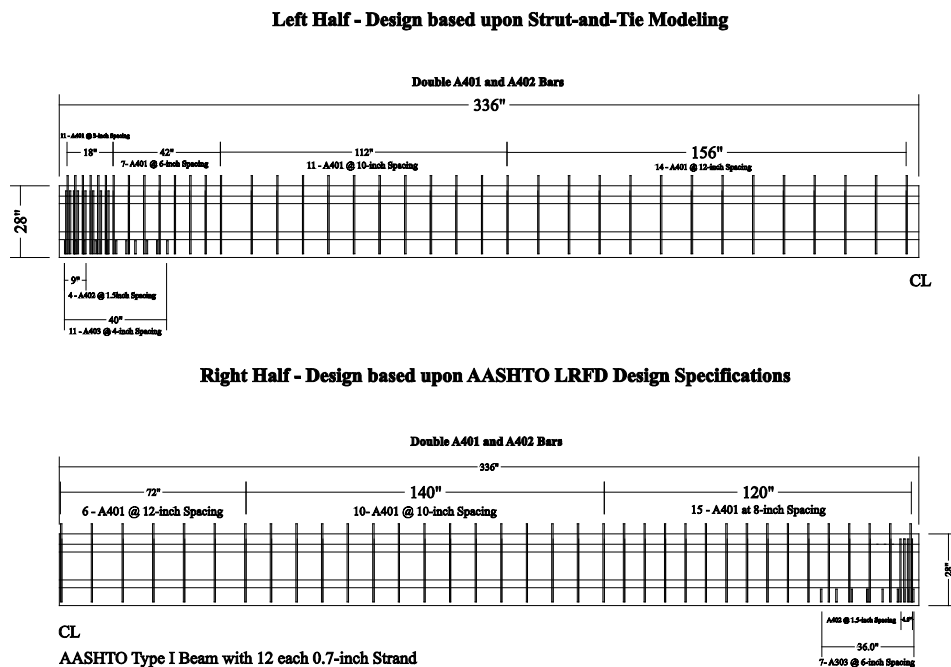 Left Half - Design based upon Strut-and-Tie Modeling
Double A401 and A402 Bars
336"
11 - A401 @ 3-inch Spacing
18"
42"
112"
156"
7- A401 @ 6-inch Spacing
11 - A401 @ 10-inch Spacing
14 - A401 @ 12-inch Spacing
28"
9"
CL
4 - A402 @ 1.5inch Spacing
40"
11 - A403 @ 4-inch Spacing
Right Half - Design based upon AASHTO LRFD Design Specifications
Double A401 and A402 Bars
336"
72"
140"
120"
6 - A401 @ 12-inch Spacing
10- A401 @ 10-inch Spacing
15 - A401 at 8-inch Spacing
28"
A402 @ 1.5-inch Spacing
CL
36.0"
AASHTO Type I Beam with 12 each 0.7-inch Strand
7- A303 @ 6-inch Spacing